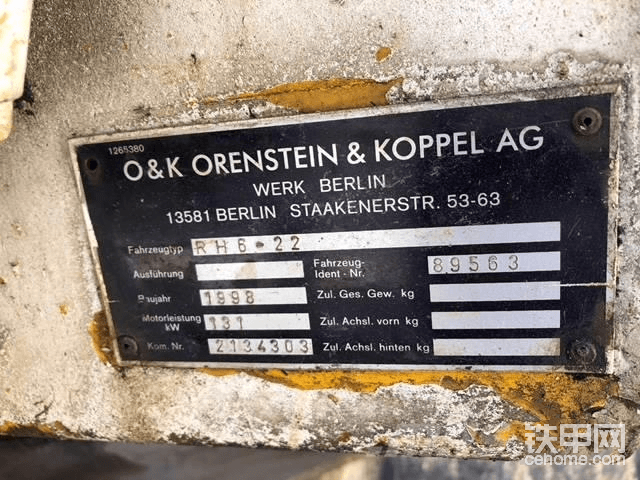 1265380
O&K ORENSTEIN & KOPPEL AG
WERK BERLIN
13581 BERLIN STAAKENERSTR. 53-63
Fahrzeugtyp RH6-22
Ausführung
Fahrzeug-
Ident - Nr. 89563
Baujahr 1998
Zul. Ges. Gew. kg
Motorleistung
kW 131
Zul. Achsl. vorn kg
Kom. Nr. 2134303
Zul. Achsl. hinten kg
铁甲网
cehome.com